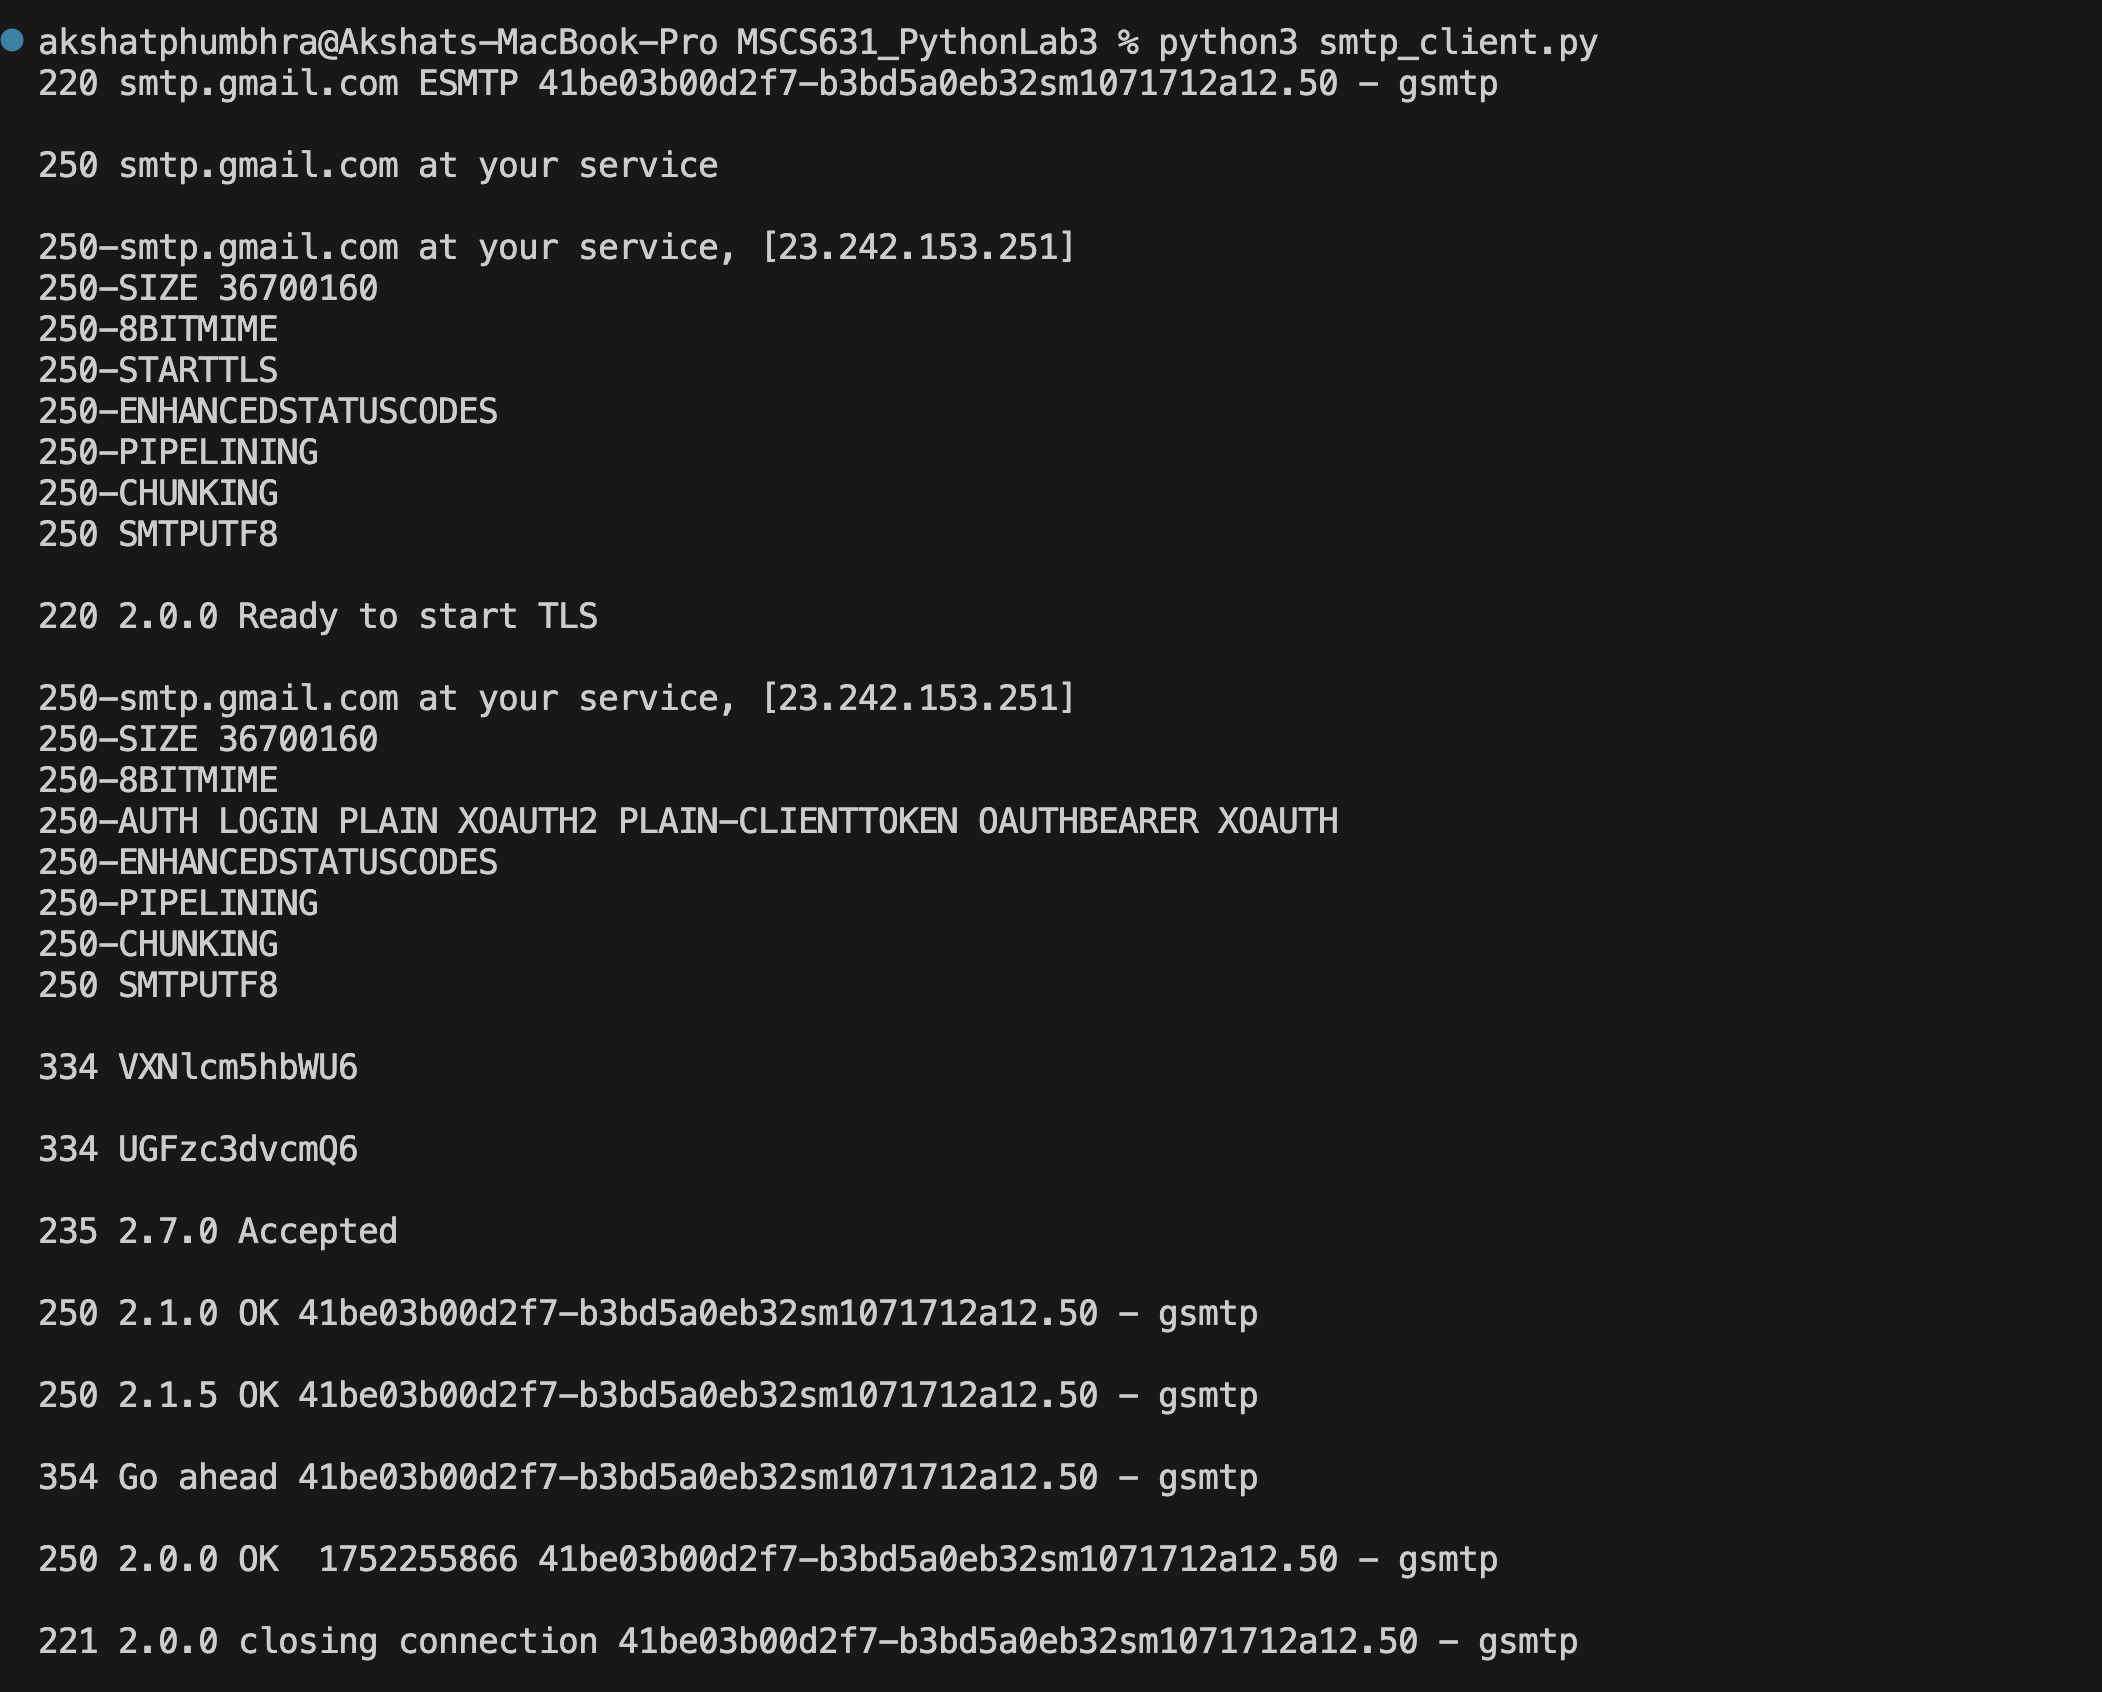 akshatphumbhra@Akshats-MacBook-Pro MSCS631_PythonLab3 % python3 smtp_client.py
220 smtp.gmail.com ESMTP 41be03b00d2f7-b3bd5a0eb32sm1071712a12.50 - gsmtp
250 smtp.gmail.com at your service
250-smtp.gmail.com at your service, [23.242.153.251]
250-SIZE 36700160
250-8BITMIME
250-STARTTLS
250-ENHANCEDSTATUSCODES
250-PIPELINING
250-CHUNKING
250 SMTPUTF8
220 2.0.0 Ready to start TLS
250-smtp.gmail.com at your service, [23.242.153.251]
250-SIZE 36700160
250-8BITMIME
250-AUTH LOGIN PLAIN XOAUTH2 PLAIN-CLIENTTOKEN OAUTHBEARER XOAUTH
250-ENHANCEDSTATUSCODES
250-PIPELINING
250-CHUNKING
250 SMTPUTF8
334 VXNlcm5hbWU6
334 UGFzc3dvcmQ6
235 2.7.0 Accepted
250 2.1.0 OK 41be03b00d2f7-b3bd5a0eb32sm1071712a12.50 - gsmtp
250 2.1.5 OK 41be03b00d2f7-b3bd5a0eb32sm1071712a12.50 - gsmtp
354 Go ahead 41be03b00d2f7-b3bd5a0eb32sm1071712a12.50 - gsmtp
250 2.0.0 OK  1752255866 41be03b00d2f7-b3bd5a0eb32sm1071712a12.50 - gsmtp
221 2.0.0 closing connection 41be03b00d2f7-b3bd5a0eb32sm1071712a12.50 - gsmtp